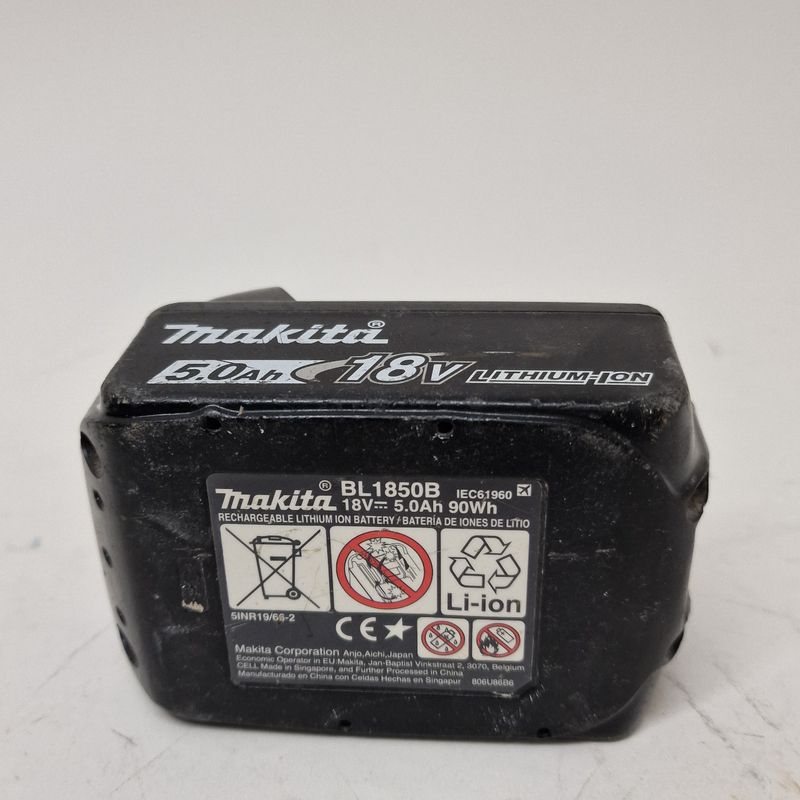 makita®
5.0Ah 18V LITHIUM-ION
makita® BL1850B IEC61960
18V⎓ 5.0Ah 90Wh
RECHARGEABLE LITHIUM ION BATTERY / BATERÍA DE IONES DE LITIO
Li-ion
5INR19/66-2
CE
Makita Corporation Anjo, Aichi, Japan
Economic Operator in EU: Makita, Jan-Baptist Vinkstraat 2, 3070, Belgium
CELL Made in Singapore, and Further Processed in China
Manufacturado en China con Celdas Hechas en Singapur 806U86B6